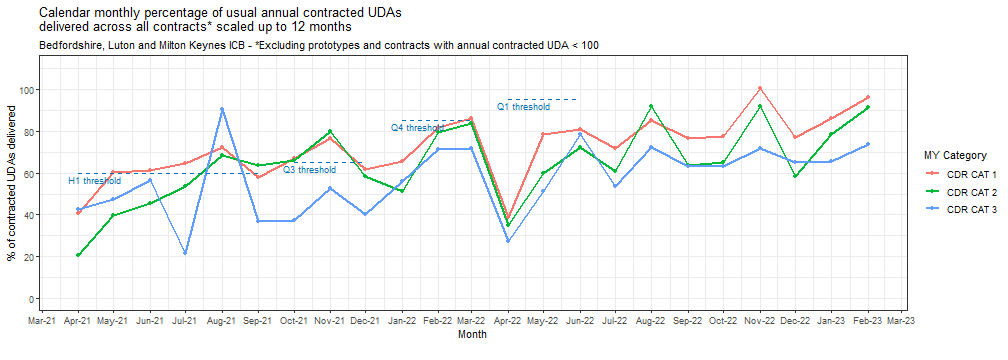 Calendar monthly percentage of usual annual contracted UDAs
delivered across all contracts* scaled up to 12 months
Bedfordshire, Luton and Milton Keynes ICB - *Excluding prototypes and contracts with annual contracted UDA < 100
% of contracted UDAs delivered
100
80
60
40
20
0
H1 threshold
Q3 threshold
Q4 threshold
Q1 threshold
Mar-21 Apr-21 May-21 Jun-21 Jul-21 Aug-21 Sep-21 Oct-21 Nov-21 Dec-21 Jan-22 Feb-22 Mar-22 Apr-22 May-22 Jun-22 Jul-22 Aug-22 Sep-22 Oct-22 Nov-22 Dec-22 Jan-23 Feb-23 Mar-23
Month
MY Category
CDR CAT 1
CDR CAT 2
CDR CAT 3